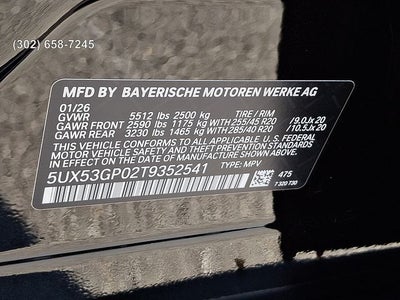 (302) 658-7245
MFD BY BAYERISCHE MOTOREN WERKE AG
01/26
GVWR 5512 lbs 2500 kg TIRE / RIM
GAWR FRONT 2590 lbs 1175 kg WITH 255/45 R20 /9.0Jx20
GAWR REAR 3230 lbs 1465 kg WITH 285/40 R20 /10.5Jx20
THIS VEHICLE CONFORMS TO ALL APPLICABLE U.S. FEDERAL
MOTOR VEHICLE SAFETY STANDARDS IN EFFECT ON THE DATE
OF MANUFACTURE SHOWN ABOVE.
5UX53GP02T9352541
TYPE: MPV
475
7 320 730